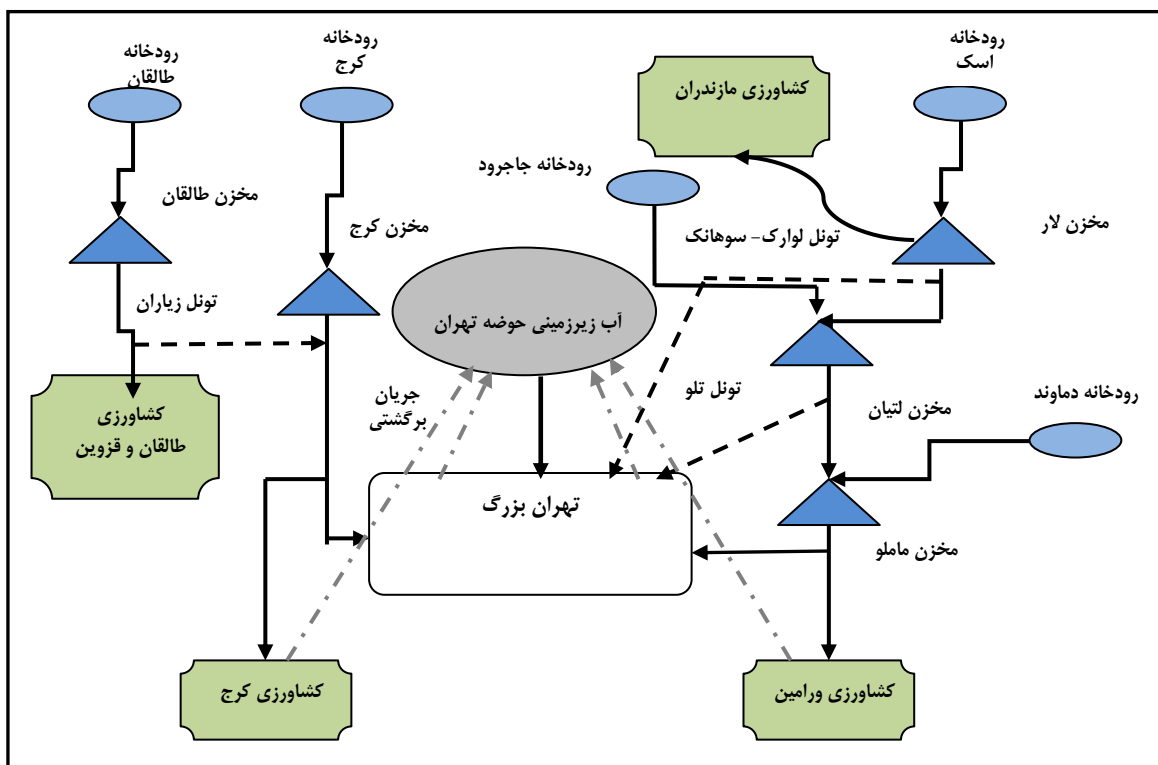 رودخانه
اسک
رودخانه
کرج
رودخانه
طالقان
کشاورزی مازندران
رودخانه جاجرود
مخزن طالقان
مخزن لار
تونل لوارک- سوهانک
مخزن کرج
تونل زیاران
آب زیرزمینی حوضه تهران
جریان
برگشتی
تونل تلو
مخزن لتیان
رودخانه دماوند
کشاورزی
طالقان و قزوین
تهران بزرگ
مخزن ماملو
کشاورزی ورامین
کشاورزی کرج